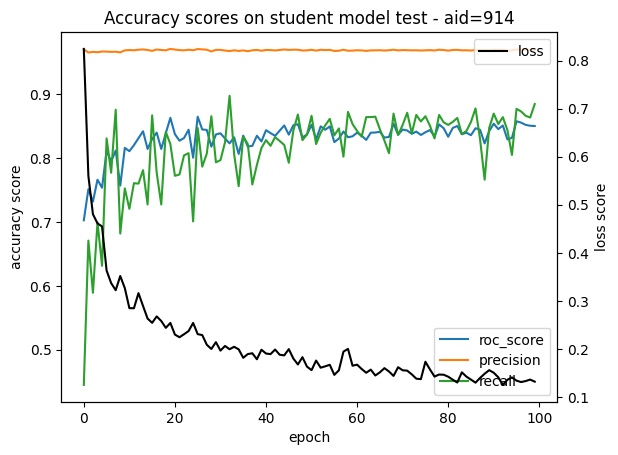 Accuracy scores on student model test - aid=914
loss
accuracy score
0.9
0.8
0.7
0.6
0.5
loss score
0.8
0.7
0.6
0.5
0.4
0.3
0.2
0.1
roc_score
precision
recall
0
20
40
60
80
100
epoch